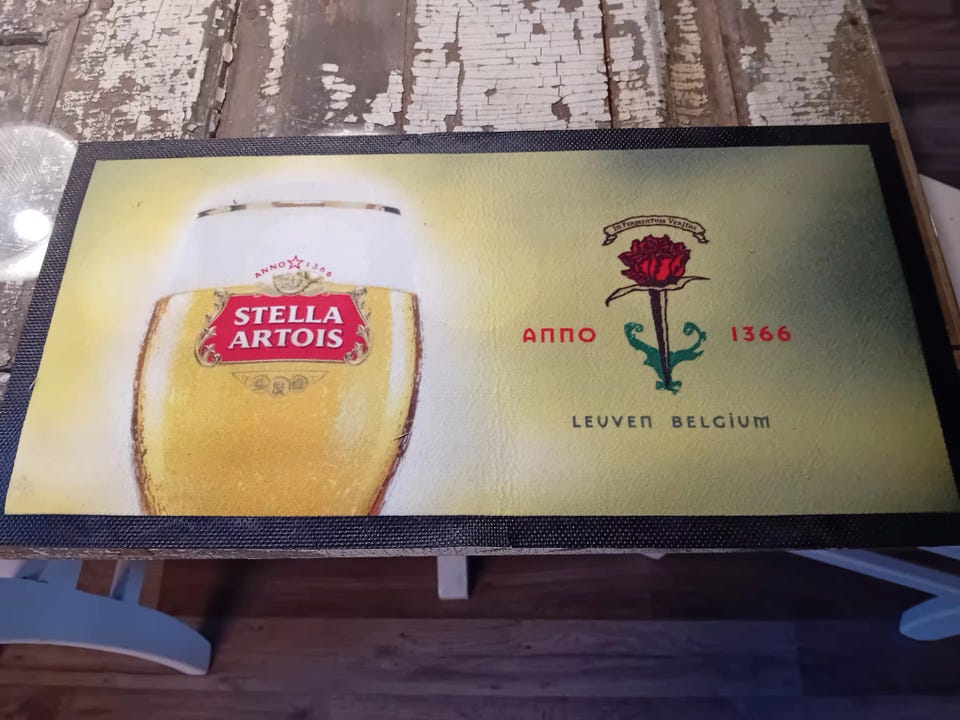 ANNO ☆ 1366
STELLA
ARTOIS
In Fermentum Veritas
ANNO 1366
LEUVEN BELGIUM